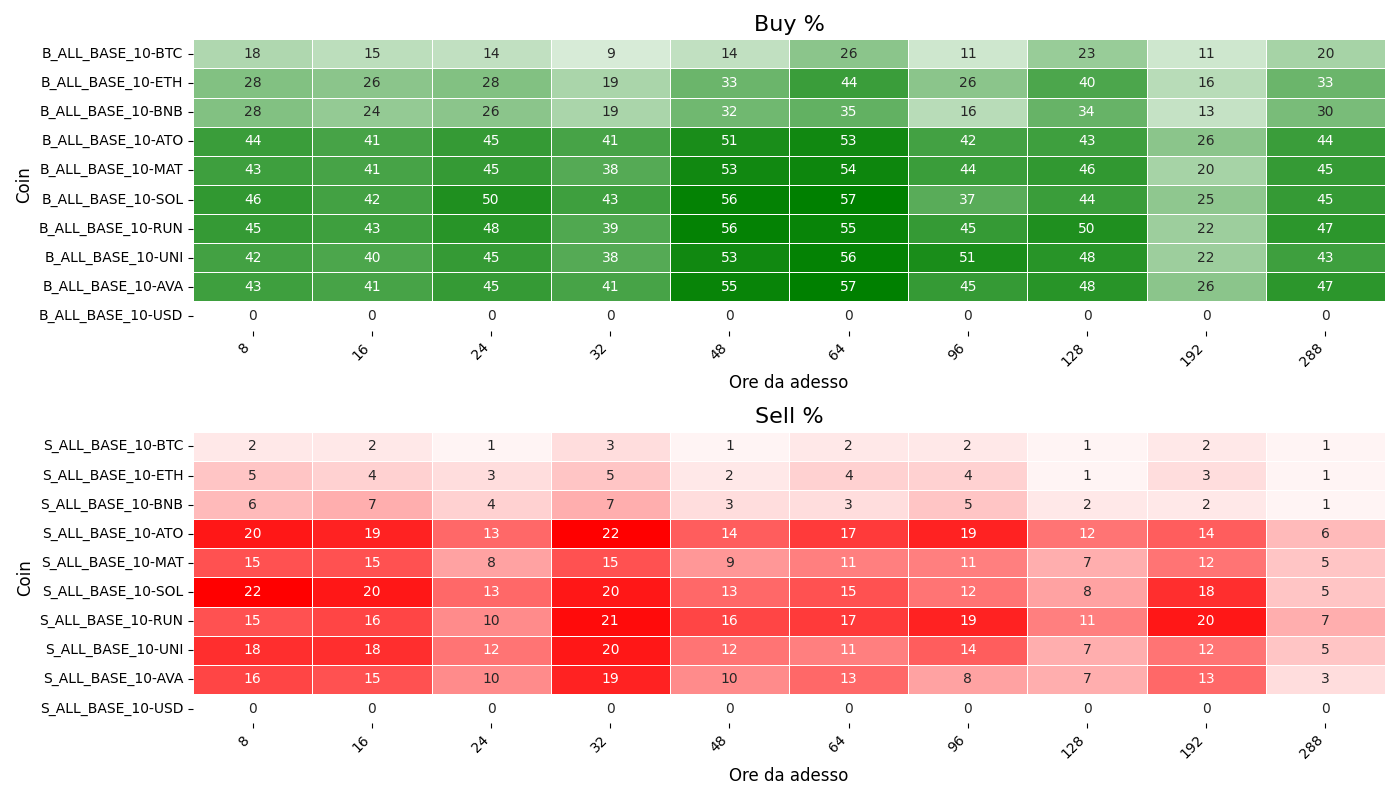 Buy %
Coin
B_ALL_BASE_10-BTC 18 15 14 9 14 26 11 23 11 20
B_ALL_BASE_10-ETH 28 26 28 19 33 44 26 40 16 33
B_ALL_BASE_10-BNB 28 24 26 19 32 35 16 34 13 30
B_ALL_BASE_10-ATO 44 41 45 41 51 53 42 43 26 44
B_ALL_BASE_10-MAT 43 41 45 38 53 54 44 46 20 45
B_ALL_BASE_10-SOL 46 42 50 43 56 57 37 44 25 45
B_ALL_BASE_10-RUN 45 43 48 39 56 55 45 50 22 47
B_ALL_BASE_10-UNI 42 40 45 38 53 56 51 48 22 43
B_ALL_BASE_10-AVA 43 41 45 41 55 57 45 48 26 47
B_ALL_BASE_10-USD 0 0 0 0 0 0 0 0 0 0
8 16 24 32 48 64 96 128 192 288
Ore da adesso
Sell %
Coin
S_ALL_BASE_10-BTC 2 2 1 3 1 2 2 1 2 1
S_ALL_BASE_10-ETH 5 4 3 5 2 4 4 1 3 1
S_ALL_BASE_10-BNB 6 7 4 7 3 3 5 2 2 1
S_ALL_BASE_10-ATO 20 19 13 22 14 17 19 12 14 6
S_ALL_BASE_10-MAT 15 15 8 15 9 11 11 7 12 5
S_ALL_BASE_10-SOL 22 20 13 20 13 15 12 8 18 5
S_ALL_BASE_10-RUN 15 16 10 21 16 17 19 11 20 7
S_ALL_BASE_10-UNI 18 18 12 20 12 11 14 7 12 5
S_ALL_BASE_10-AVA 16 15 10 19 10 13 8 7 13 3
S_ALL_BASE_10-USD 0 0 0 0 0 0 0 0 0 0
8 16 24 32 48 64 96 128 192 288
Ore da adesso